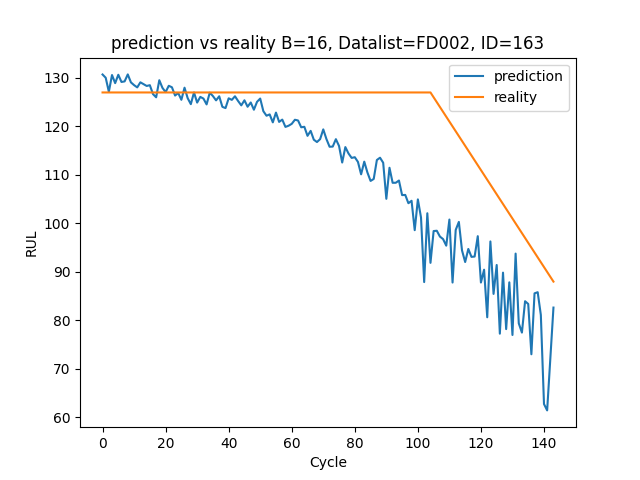 prediction vs reality B=16, Datalist=FD002, ID=163
prediction
reality
130
120
110
100
90
80
70
60
RUL
0 20 40 60 80 100 120 140
Cycle